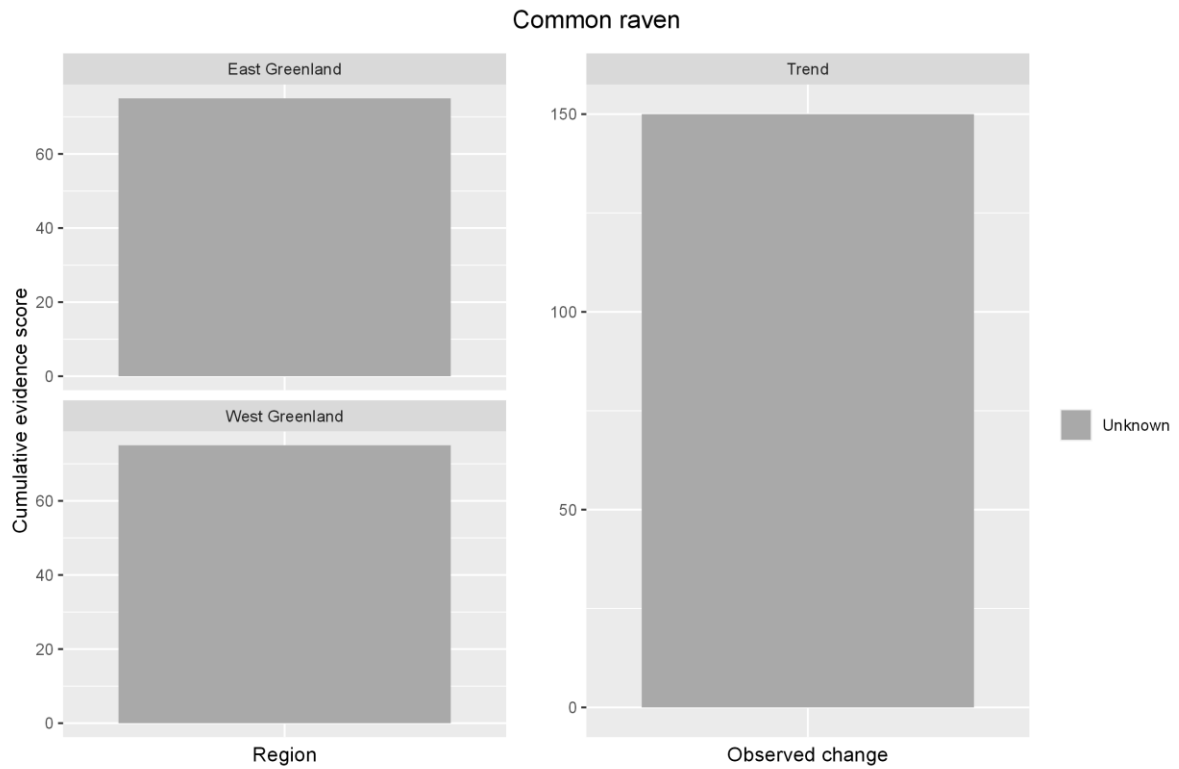 Common raven
East Greenland
60
40
20
0
West Greenland
60
40
20
0
Cumulative evidence score
Region
Trend
150
100
50
0
Observed change
Unknown